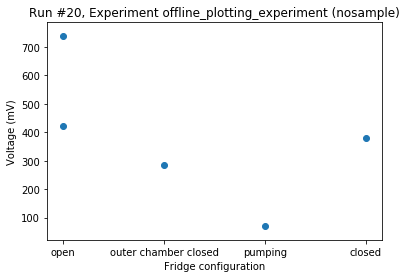 Run #20, Experiment offline_plotting_experiment (nosample)
700
600
500
400
300
200
100
Voltage (mV)
open outer chamber closed pumping closed
Fridge configuration